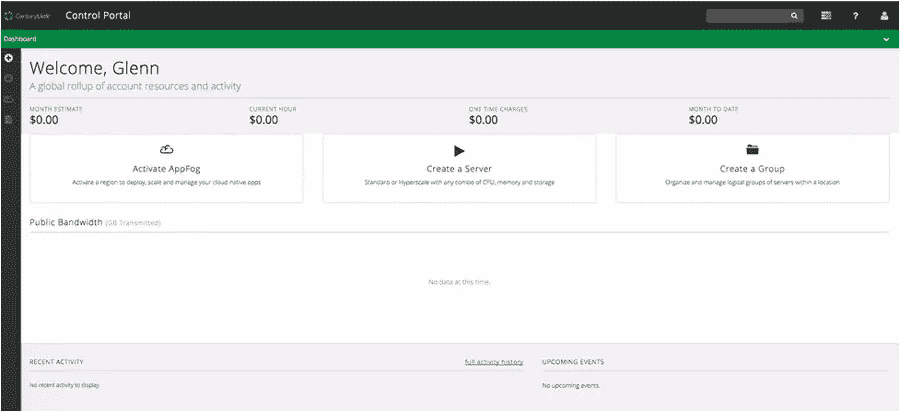 CenturyLink
Control Portal
Dashboard
Welcome, Glenn
A global rollup of account resources and activity
MONTH ESTIMATE
$0.00
CURRENT HOUR
$0.00
ONE TIME CHARGES
$0.00
MONTH TO DATE
$0.00
Activate AppFog
Activate a region to deploy, scale and manage your cloud native apps
Create a Server
Standard or Hyperscale with any combo of CPU, memory and storage
Create a Group
Organize and manage logical groups of servers within a location
Public Bandwidth (GB Transmitted)
No data at this time.
RECENT ACTIVITY
full activity history
No recent activity to display.
UPCOMING EVENTS
No upcoming events.